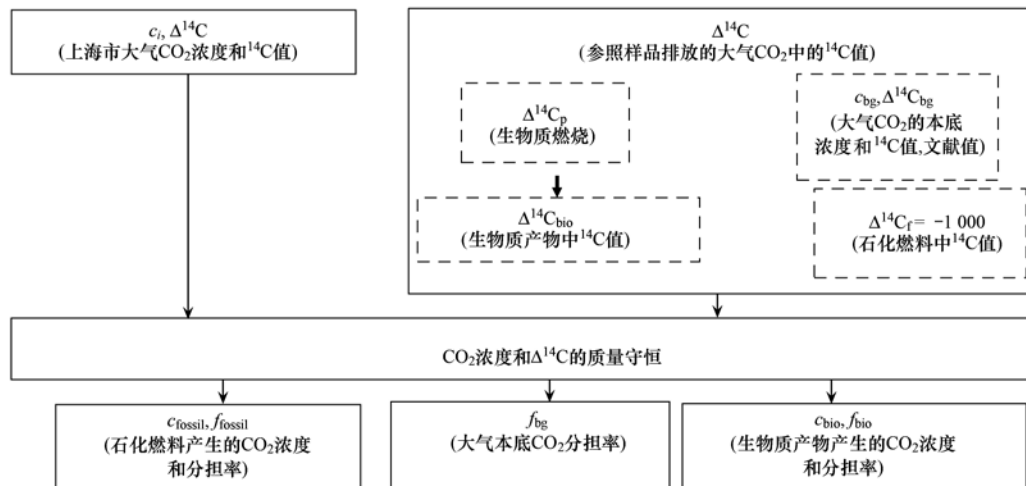 cᵢ, Δ¹⁴C
(上海市大气CO₂浓度和¹⁴C值)
Δ¹⁴C
(参照样品排放的大气CO₂中的¹⁴C值)
Δ¹⁴Cₚ
(生物质燃烧)
Δ¹⁴C_bio
(生物质产物中¹⁴C值)
c_bg, Δ¹⁴C_bg
(大气CO₂的本底
浓度和¹⁴C值,文献值)
Δ¹⁴C_f = −1 000
(石化燃料中¹⁴C值)
CO₂浓度和Δ¹⁴C的质量守恒
c_fossil, f_fossil
(石化燃料产生的CO₂浓度
和分担率)
f_bg
(大气本底CO₂分担率)
c_bio, f_bio
(生物质产物产生的CO₂浓度
和分担率)